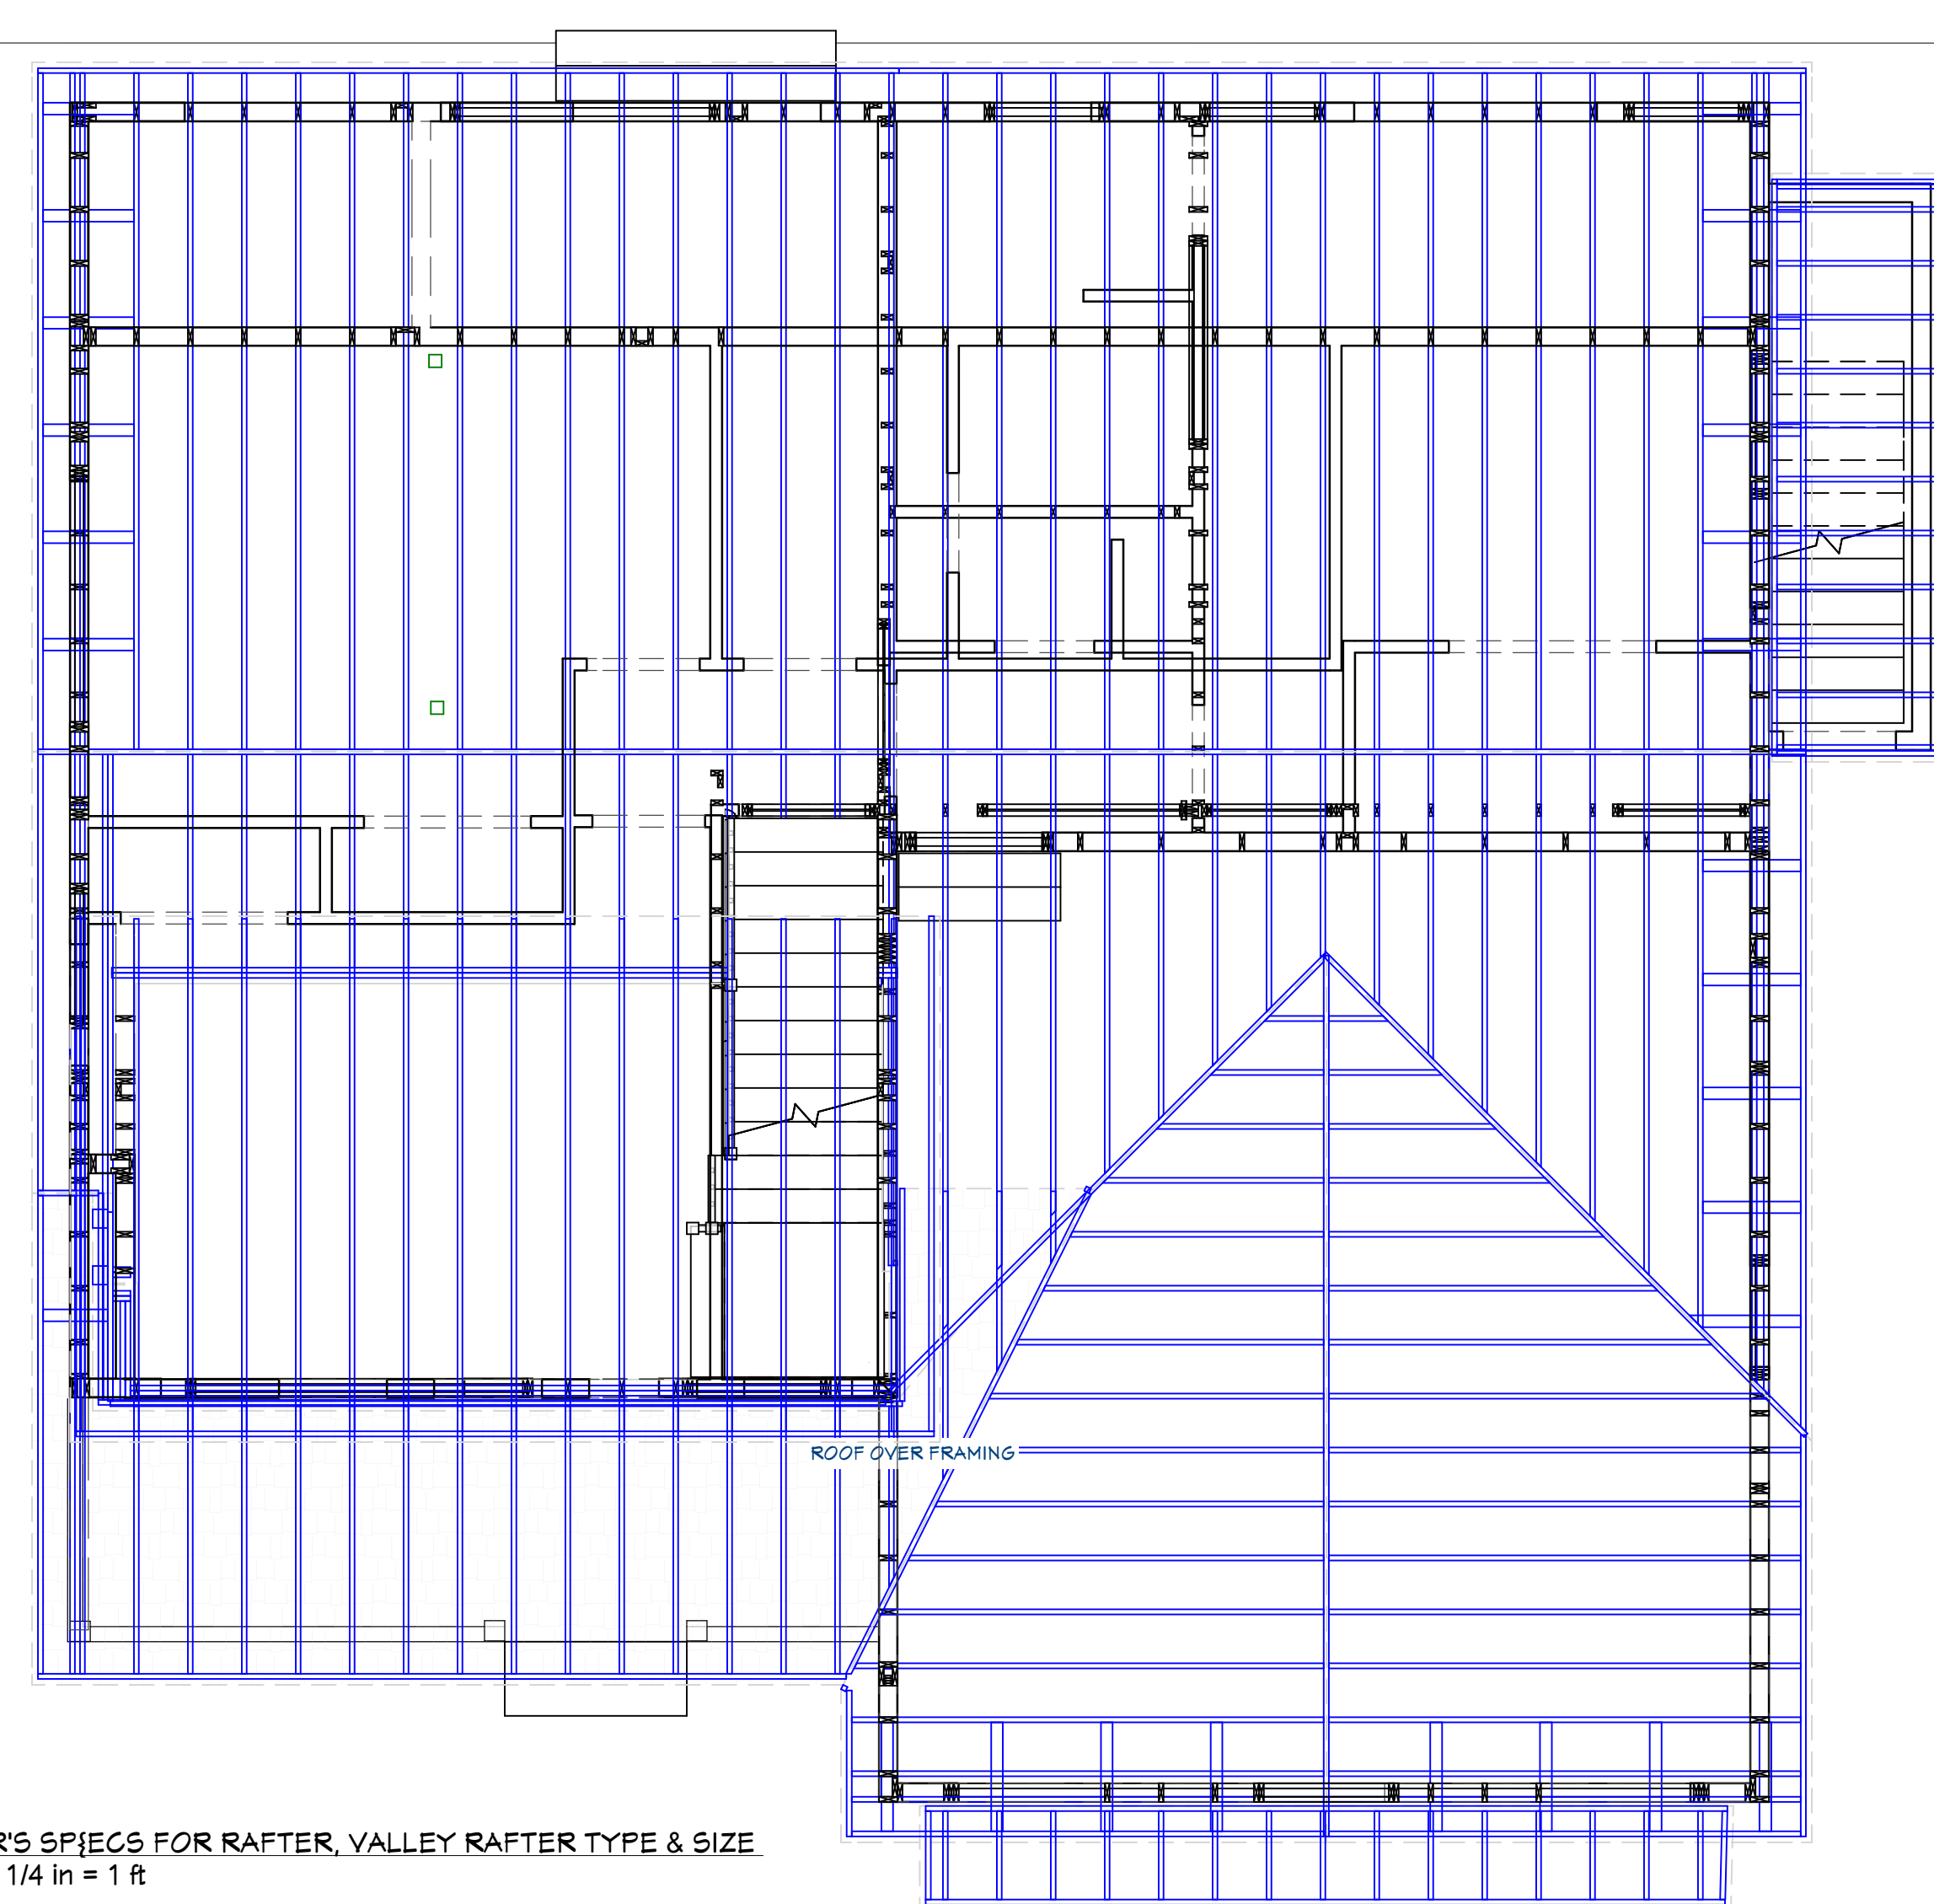 ROOF OVER FRAMING
R'S SP{ECS FOR RAFTER, VALLEY RAFTER TYPE & SIZE
1/4 in = 1 ft